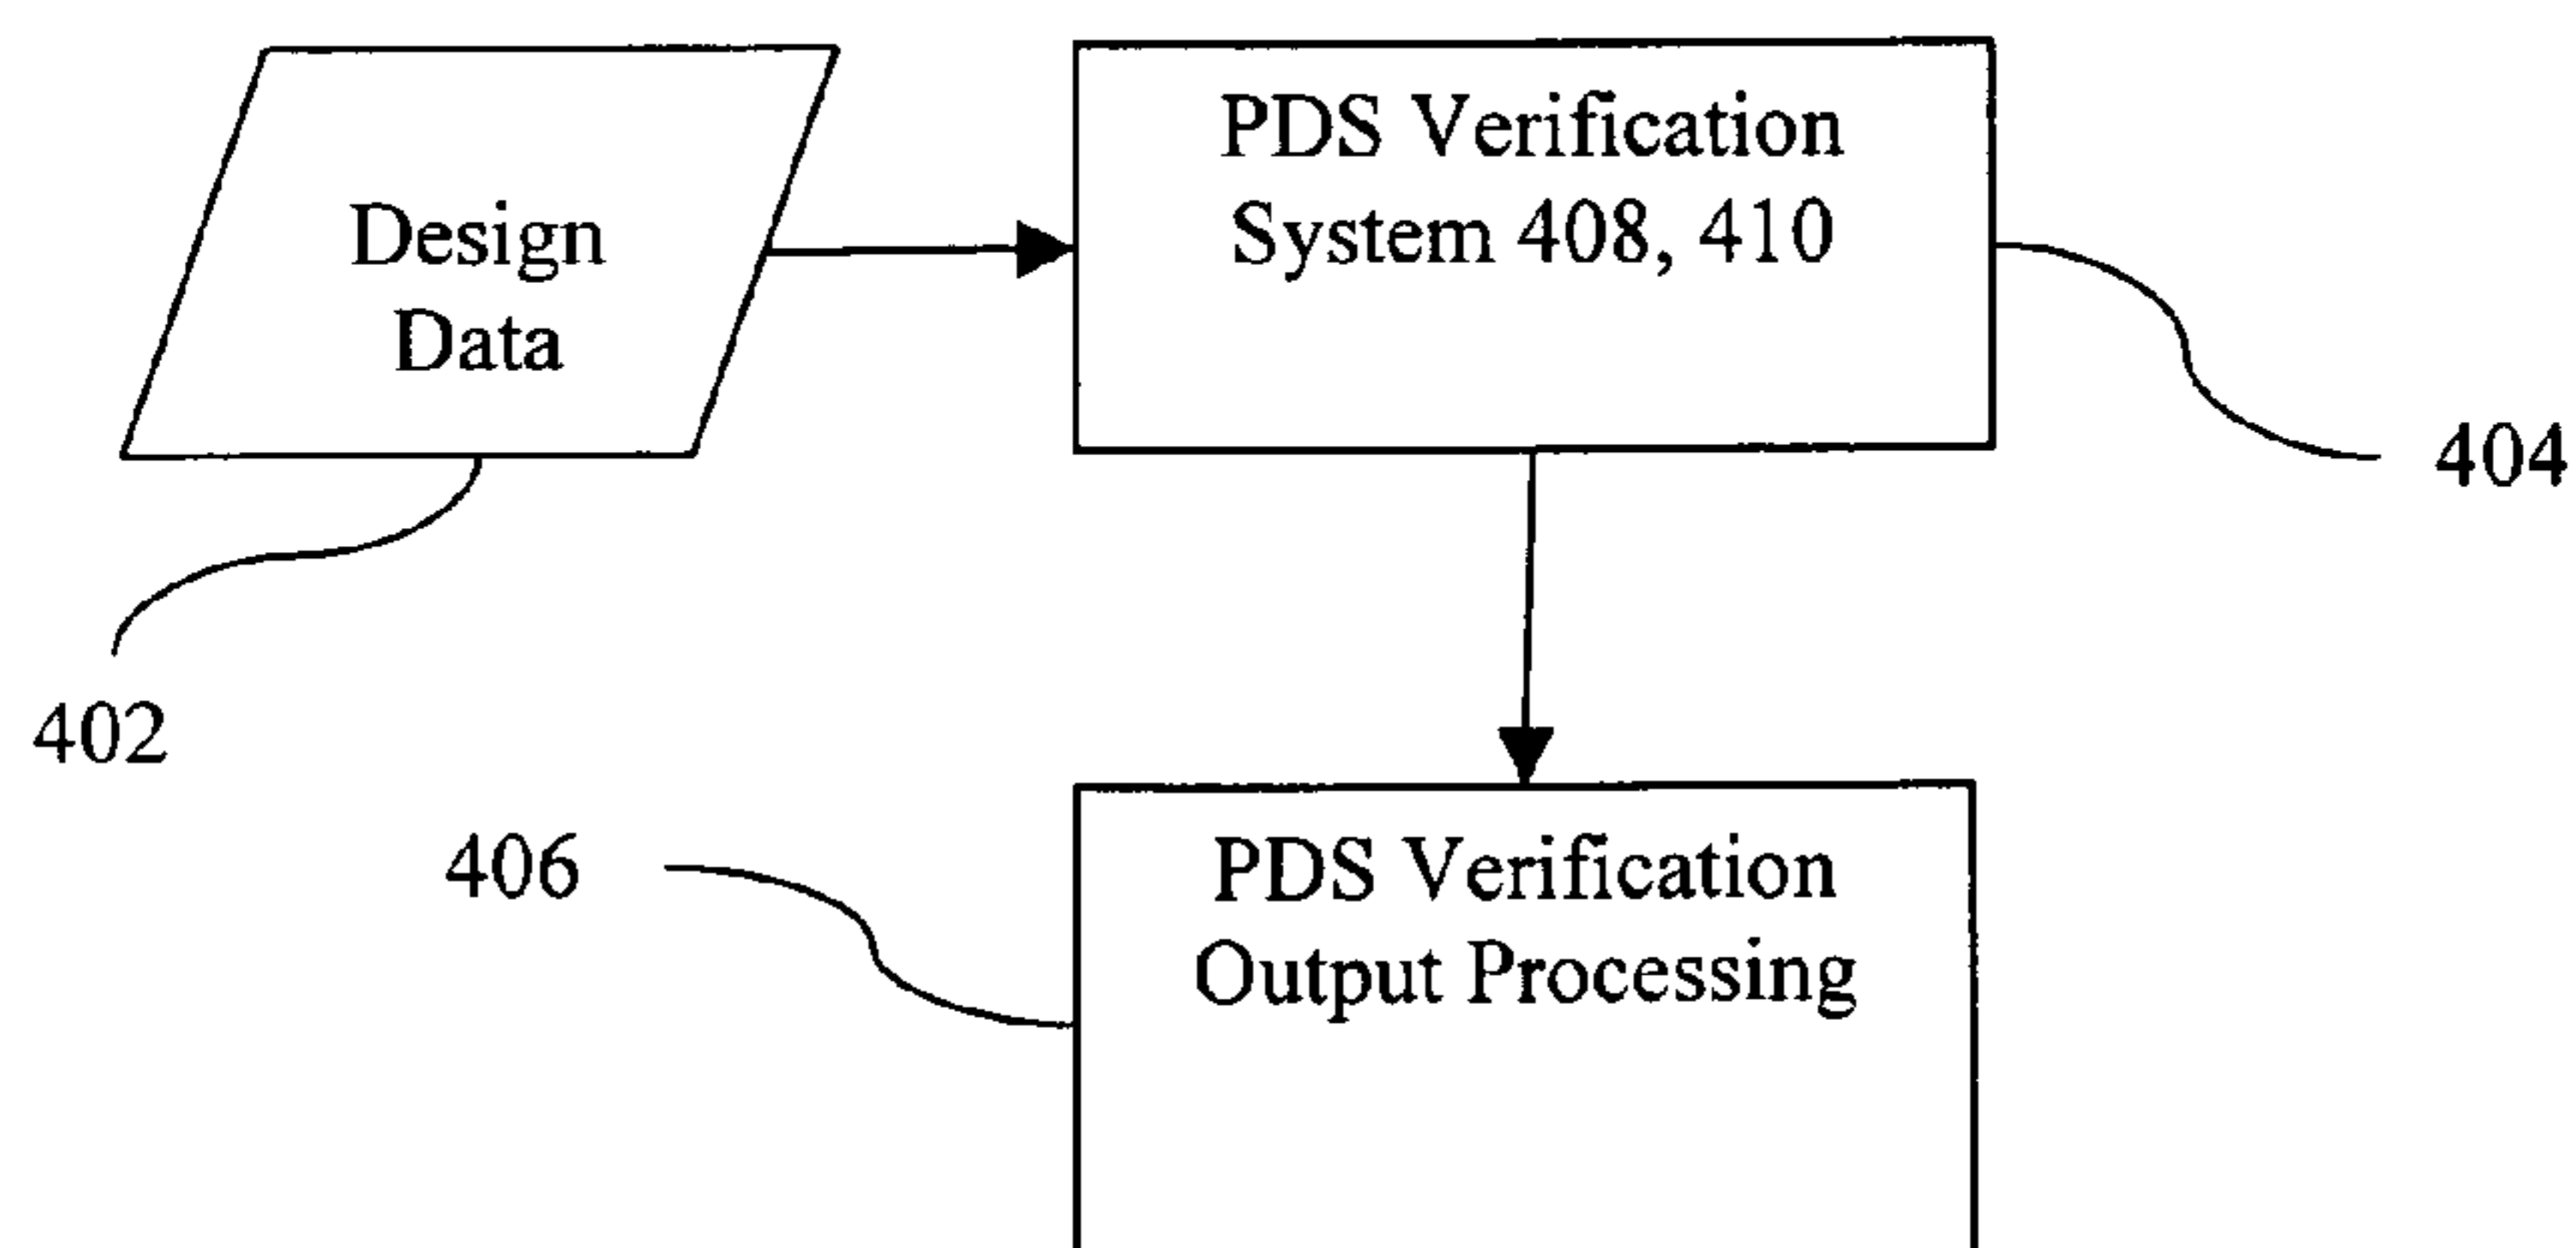 Design
Data
PDS Verification
System 408, 410
404
402
406
PDS Verification
Output Processing